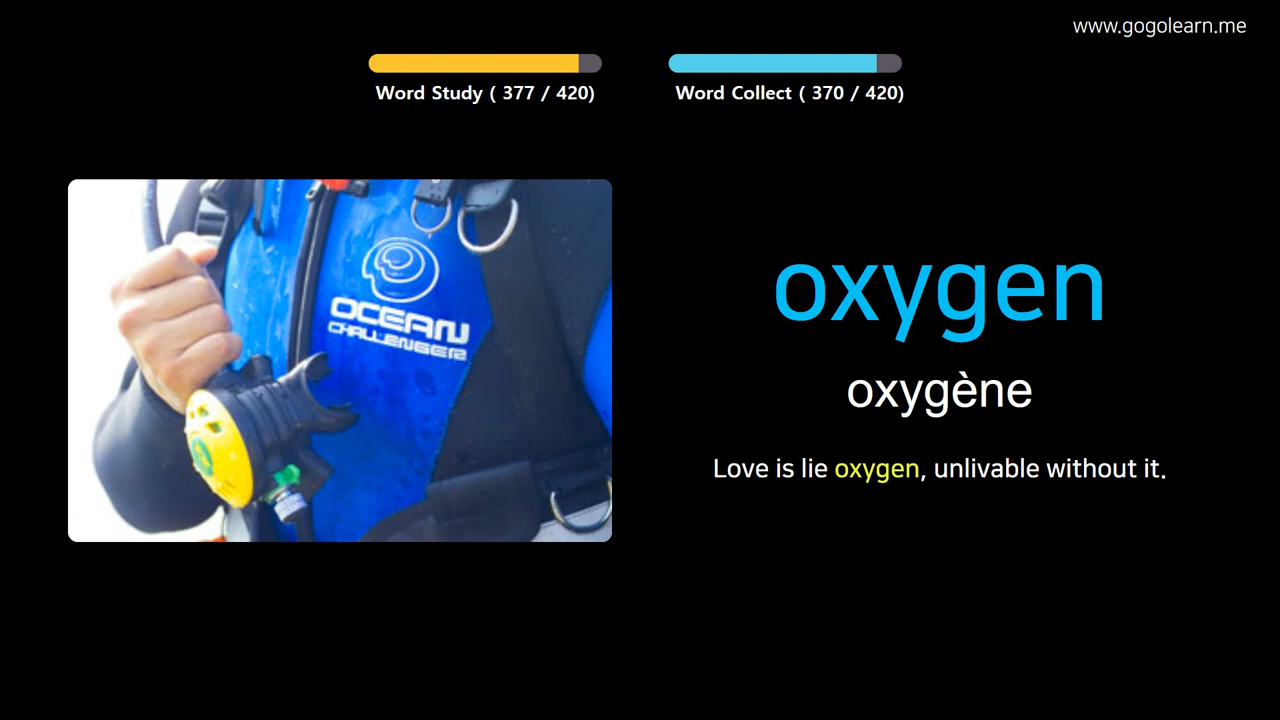 www.gogolearn.me
Word Study ( 377 / 420)
Word Collect ( 370 / 420)
OCEAN
CHALLENGER
oxygen
oxygène
Love is lie oxygen, unlivable without it.